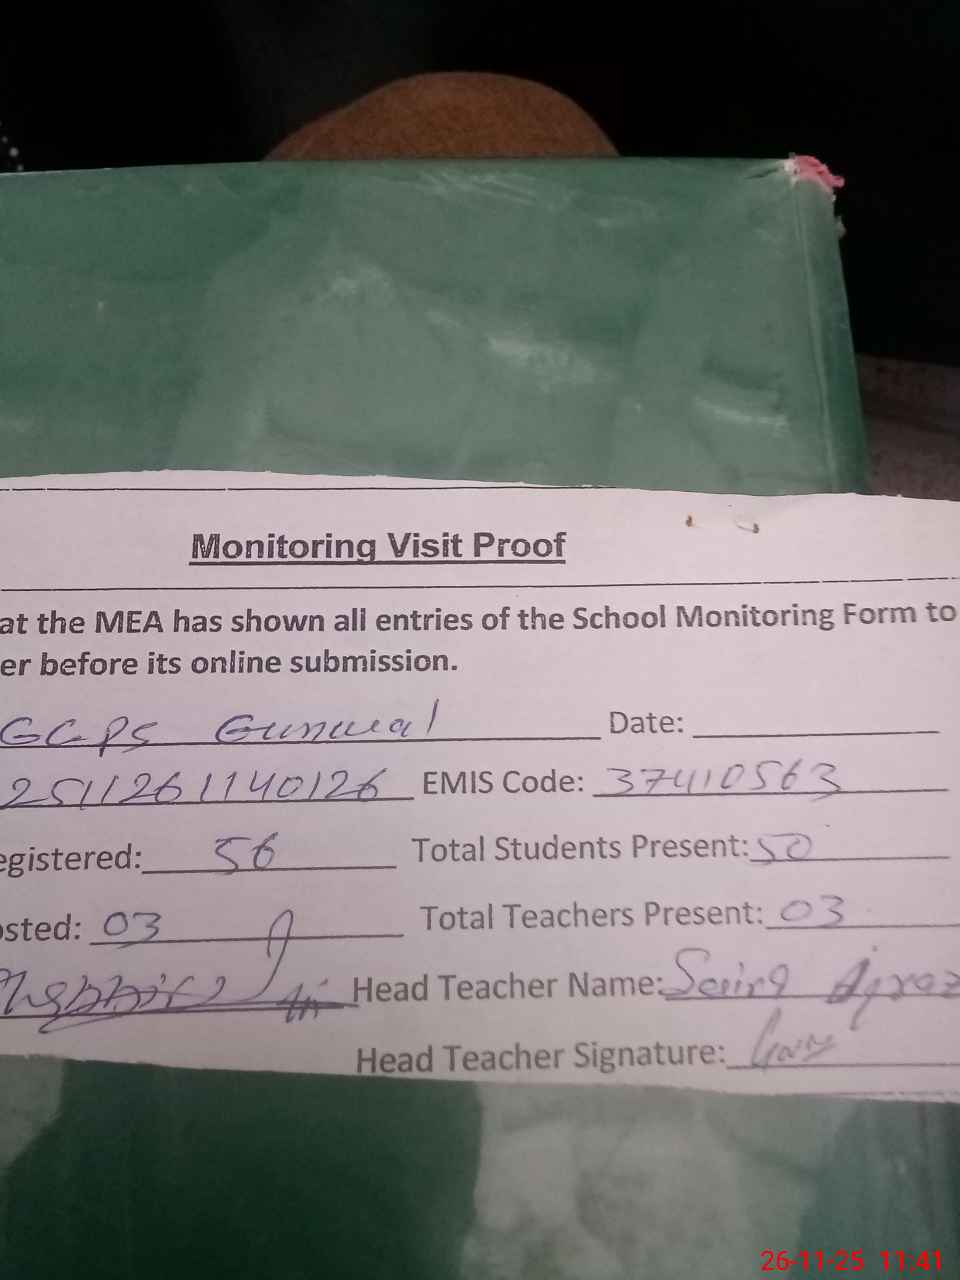 Monitoring Visit Proof
at the MEA has shown all entries of the School Monitoring Form to
er before its online submission.
GGPS Gunwal Date:
2511261140126 EMIS Code: 37410563
egistered: 56 Total Students Present: 50
osted: 03 Total Teachers Present: 03
Head Teacher Name:
Head Teacher Signature:
26-11-25 11:41